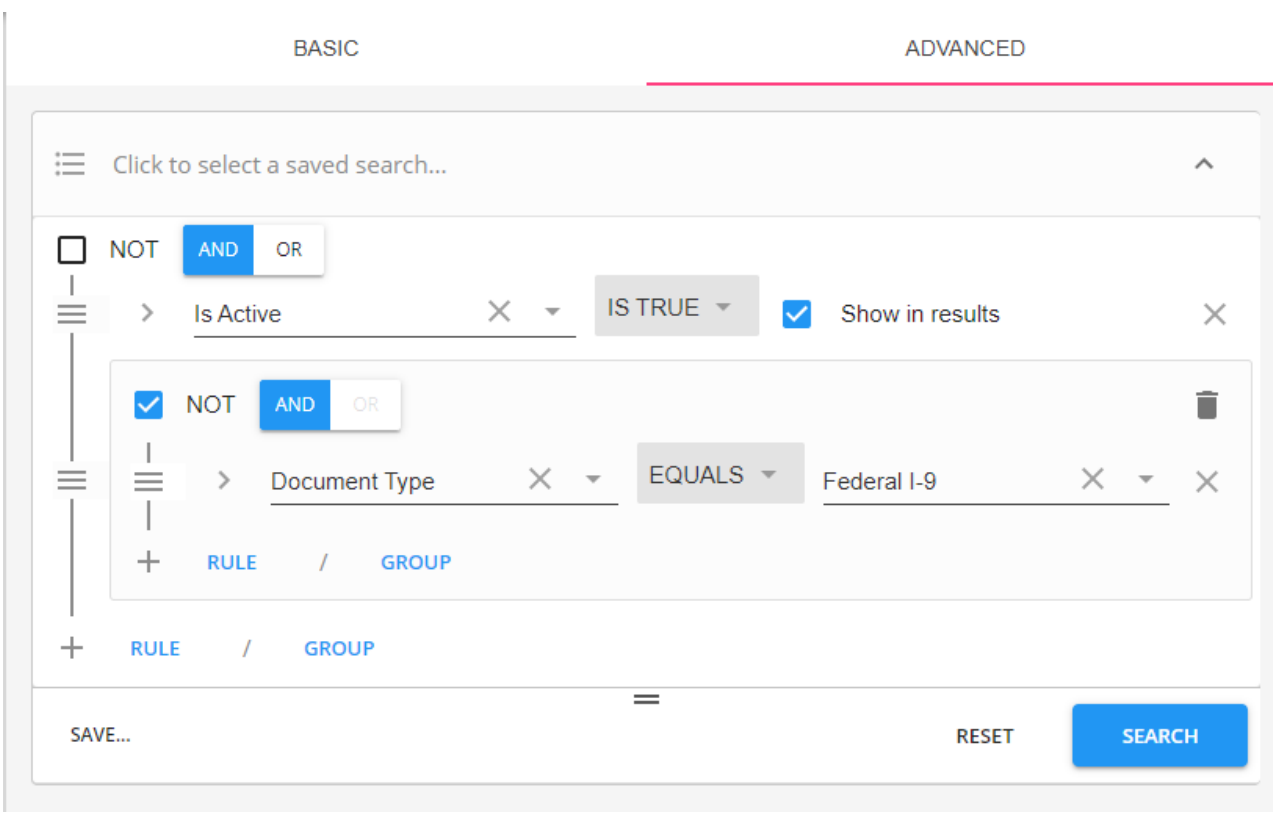 BASIC ADVANCED
Click to select a saved search...
NOT AND OR
Is Active IS TRUE Show in results
NOT AND OR
Document Type EQUALS Federal I-9
RULE / GROUP
RULE / GROUP
SAVE... RESET SEARCH